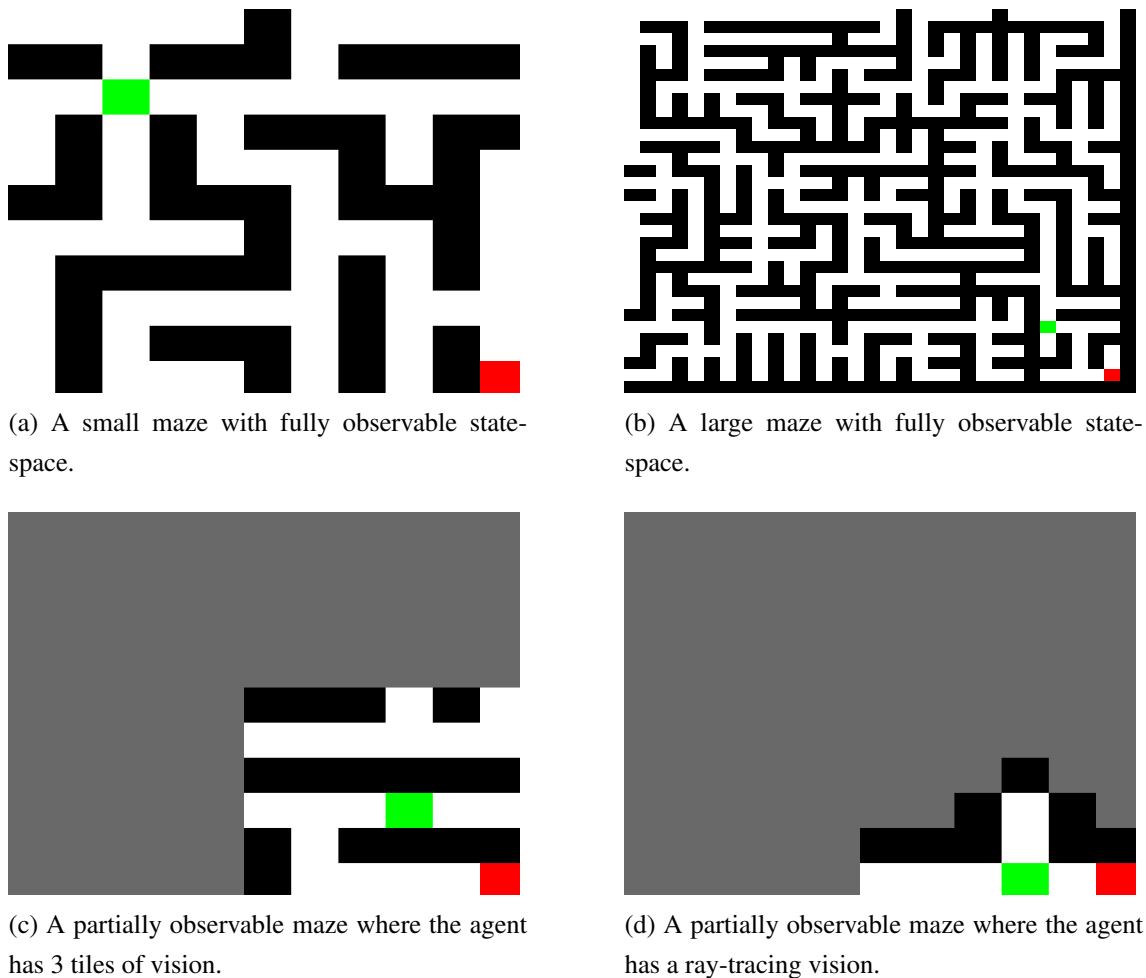 (a) A small maze with fully observable state-
space.
(b) A large maze with fully observable state-
space.
(c) A partially observable maze where the agent
has 3 tiles of vision.
(d) A partially observable maze where the agent
has a ray-tracing vision.